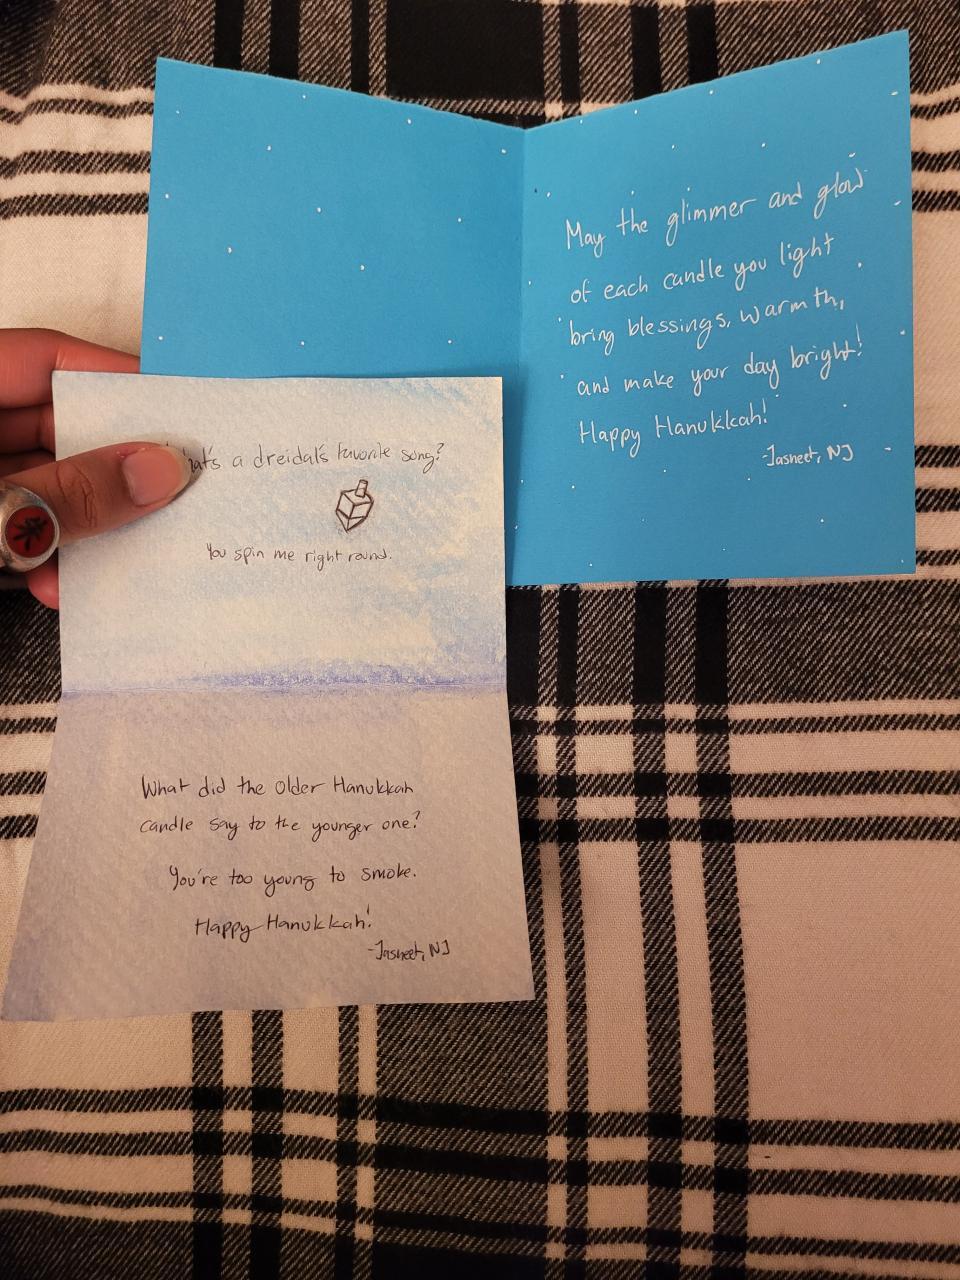 May the glimmer and glow
of each candle you light
bring blessings, warmth,
and make your day bright!
Happy Hanukkah!
-Jasneet, NJ
a dreidal's favorite song?
You spin me right round.
What did the older Hanukkah
candle say to the younger one?
You're too young to smoke.
Happy Hanukkah!
-Jasneet, NJ